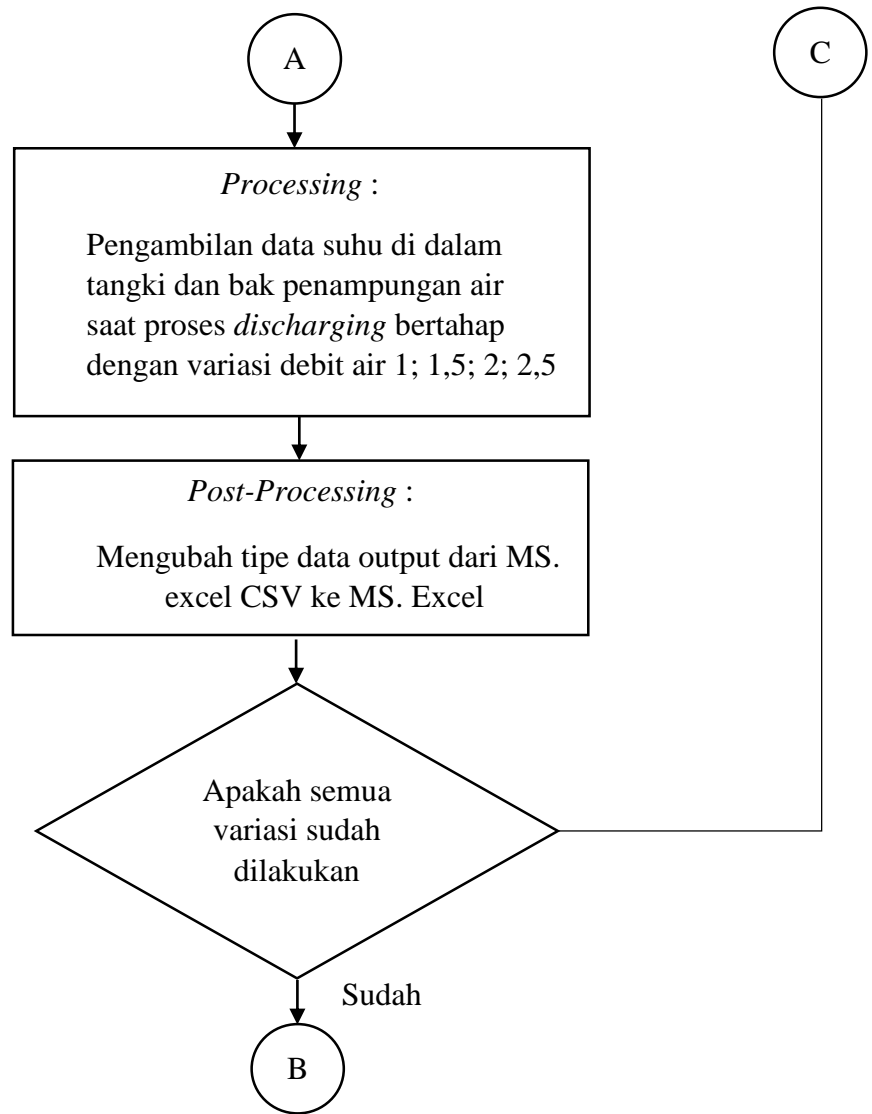 A
C
Processing :
Pengambilan data suhu di dalam
tangki dan bak penampungan air
saat proses discharging bertahap
dengan variasi debit air 1; 1,5; 2; 2,5
Post-Processing :
Mengubah tipe data output dari MS.
excel CSV ke MS. Excel
Apakah semua
variasi sudah
dilakukan
Sudah
B